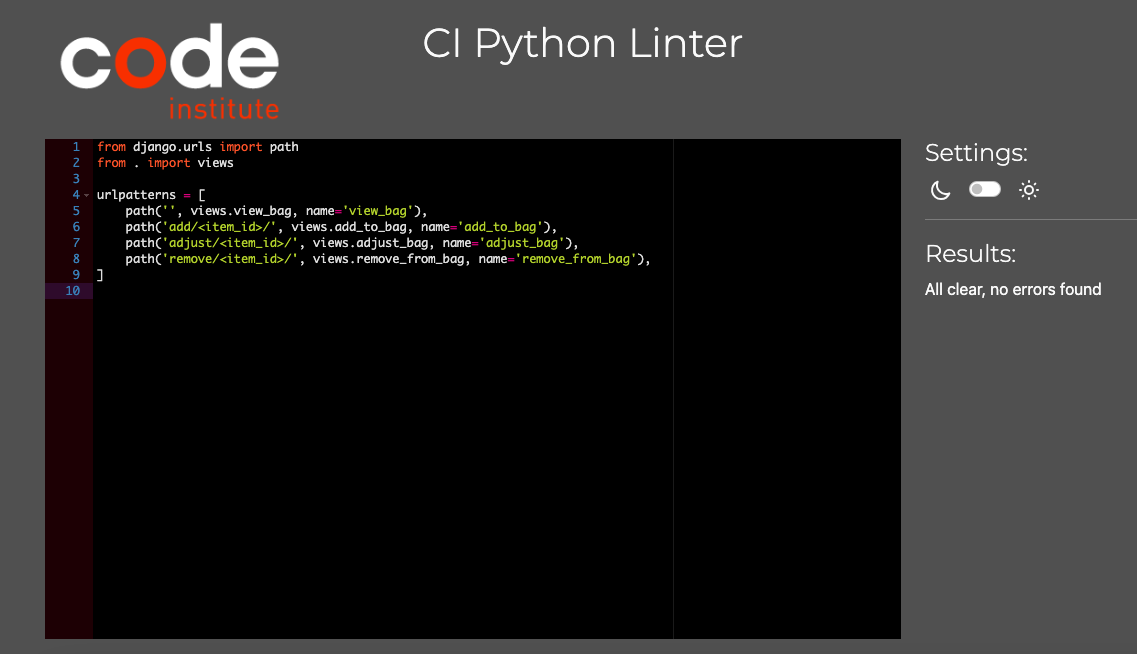 code
institute
CI Python Linter
1 from django.urls import path
2 from . import views
3
4 urlpatterns = [
5     path('', views.view_bag, name='view_bag'),
6     path('add/<item_id>/', views.add_to_bag, name='add_to_bag'),
7     path('adjust/<item_id>/', views.adjust_bag, name='adjust_bag'),
8     path('remove/<item_id>/', views.remove_from_bag, name='remove_from_bag'),
9 ]
10
Settings:
Results:
All clear, no errors found